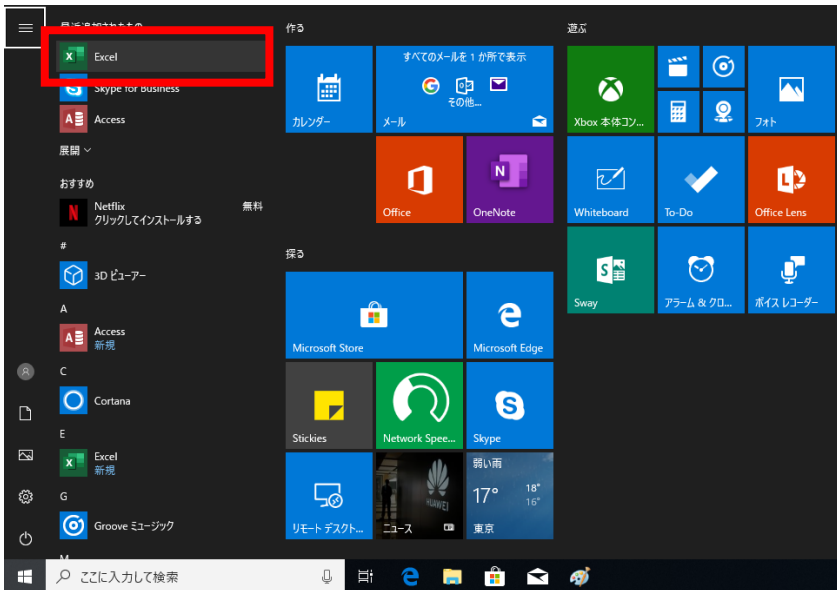 最近追加されたもの
Excel
Skype for Business
Access
展開
おすすめ
Netflix 無料
クリックしてインストールする
#
3D ビューアー
A
Access
新規
C
Cortana
E
Excel
新規
G
Groove ミュージック
M
作る
カレンダー
すべてのメールを 1 か所で表示
その他...
メール
Office
OneNote
探る
Microsoft Store
Microsoft Edge
Stickies
Network Spee...
Skype
リモート デスクト...
HUAWEI
ニュース
弱い雨
17° 18°
16°
東京
遊ぶ
Xbox 本体コン...
フォト
Whiteboard
To-Do
Office Lens
Sway
アラーム & クロ...
ボイス レコーダー
ここに入力して検索